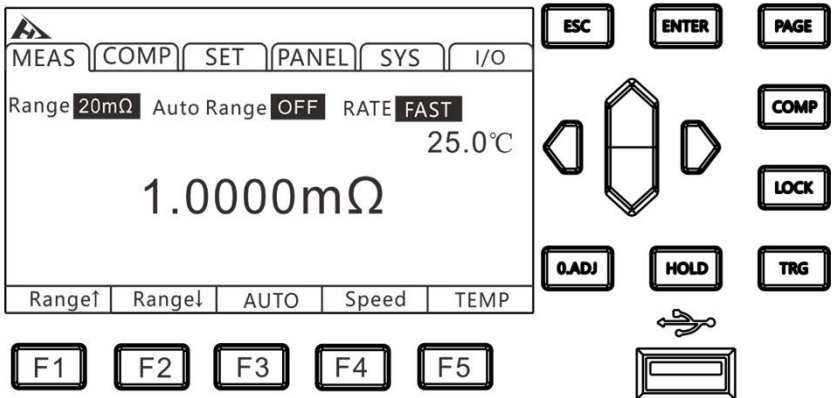 MEAS COMP SET PANEL SYS I/O
Range 20mΩ Auto Range OFF RATE FAST
25.0℃
1.0000mΩ
Range↑ Range↓ AUTO Speed TEMP
F1 F2 F3 F4 F5
ESC ENTER PAGE
COMP
LOCK
0.ADJ HOLD TRG